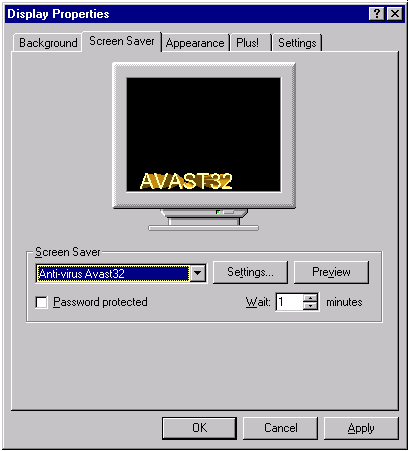 Display Properties
Background Screen Saver Appearance Plus! Settings
AVAST32
Screen Saver
Anti-virus Avast32 Settings... Preview
Password protected Wait: 1 minutes
OK Cancel Apply